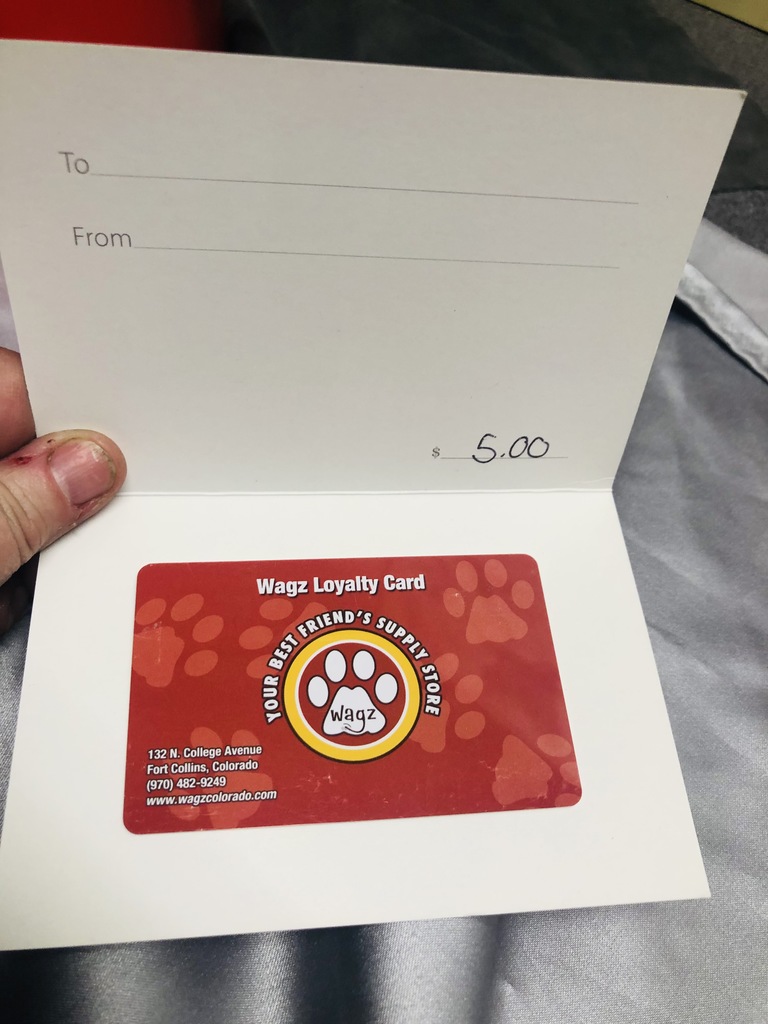 To
From
$ 5.00
Wagz Loyalty Card
YOUR BEST FRIEND'S SUPPLY STORE
wagz
132 N. College Avenue
Fort Collins, Colorado
(970) 482-9249
www.wagzcolorado.com